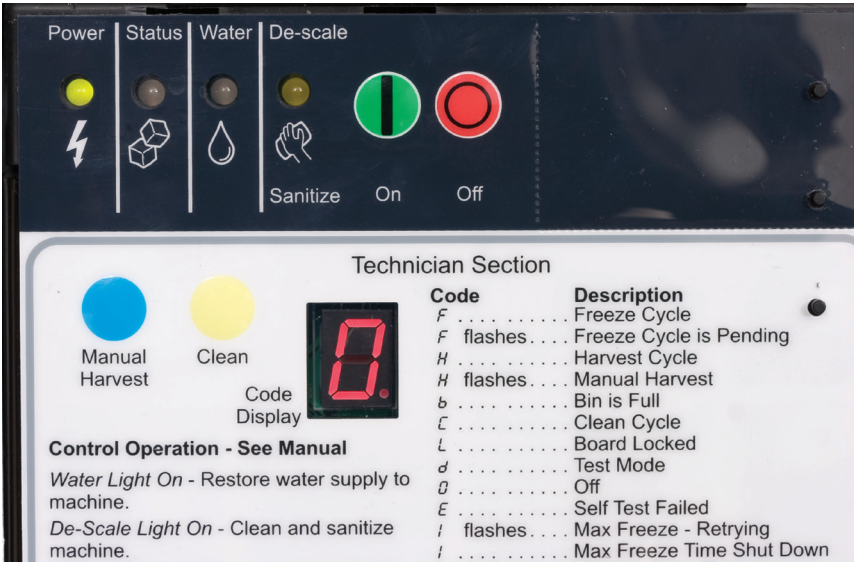 Power Status Water De-scale
Sanitize On Off
Technician Section
Manual
Harvest
Clean
Code
Display
0.
Control Operation - See Manual
Water Light On - Restore water supply to
machine.
De-Scale Light On - Clean and sanitize
machine.
Code Description
F . . . . . . . . . . . Freeze Cycle
F flashes. . . . Freeze Cycle is Pending
H . . . . . . . . . . . Harvest Cycle
H flashes. . . . Manual Harvest
b . . . . . . . . . . . Bin is Full
C . . . . . . . . . . . Clean Cycle
L . . . . . . . . . . . Board Locked
d . . . . . . . . . . . Test Mode
0 . . . . . . . . . . . Off
E . . . . . . . . . . . Self Test Failed
1 flashes. . . . Max Freeze - Retrying
1 . . . . . . . . . . . Max Freeze Time Shut Down